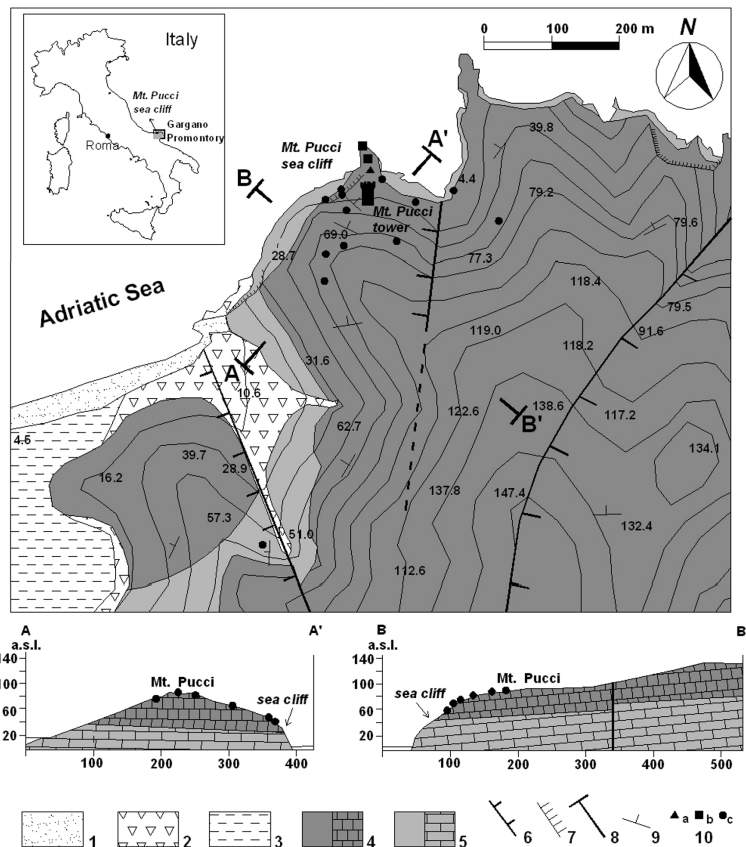 Italy
Mt. Pucci
sea cliff
Gargano
Promontory
Roma
0 100 200 m
N
Mt. Pucci
sea cliff
A'
B
39.8
4.4
79.2
Mt. Pucci
tower
79.6
69.0
28.7
77.3
118.4
Adriatic Sea
79.5
119.0
91.6
118.2
31.6
A
10.6
138.6
122.6
B'
117.2
62.7
4.5
134.1
39.7
28.9
16.2
137.8
147.4
57.3
132.4
51.0
112.6
A A'
a.s.l.
140
100
60
20
Mt. Pucci
sea cliff
100 200 300 400
B B
a.s.l.
140
100
60
20
Mt. Pucci
sea cliff
100 200 300 400 500
1 2 3 4 5 6 7 8 9 10
a b c